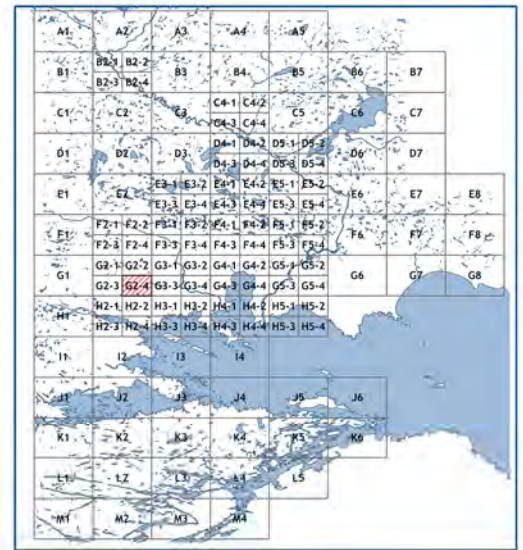 A1 A2 A3 A4 A5
B2-1 B2-2
B1 B3 B4 B5 B6 B7
B2-3 B2-4
C4-1 C4-2
C1 C2 C3 C5 C6 C7
C4-3 C4-4
D4-1 D4-2 D5-1 D5-2
D1 D2 D3 D6 D7
D4-3 D4-4 D5-3 D5-4
E3-1 E3-2 E4-1 E4-2 E5-1 E5-2
E1 E2 E6 E7 E8
E3-3 E3-4 E4-3 E4-4 E5-3 E5-4
F2-1 F2-2 F3-1 F3-2 F4-1 F4-2 F5-1 F5-2
F1 F6 F7 F8
F2-3 F2-4 F3-3 F3-4 F4-3 F4-4 F5-3 F5-4
G2-1 G2-2 G3-1 G3-2 G4-1 G4-2 G5-1 G5-2
G1 G6 G7 G8
G2-3 G2-4 G3-3 G3-4 G4-3 G4-4 G5-3 G5-4
H2-1 H2-2 H3-1 H3-2 H4-1 H4-2 H5-1 H5-2
H1
H2-3 H2-4 H3-3 H3-4 H4-3 H4-4 H5-3 H5-4
I1 I2 I3 I4
J1 J2 J3 J4 J5 J6
K1 K2 K3 K4 K5 K6
L1 L2 L3 L4 L5
M1 M2 M3 M4